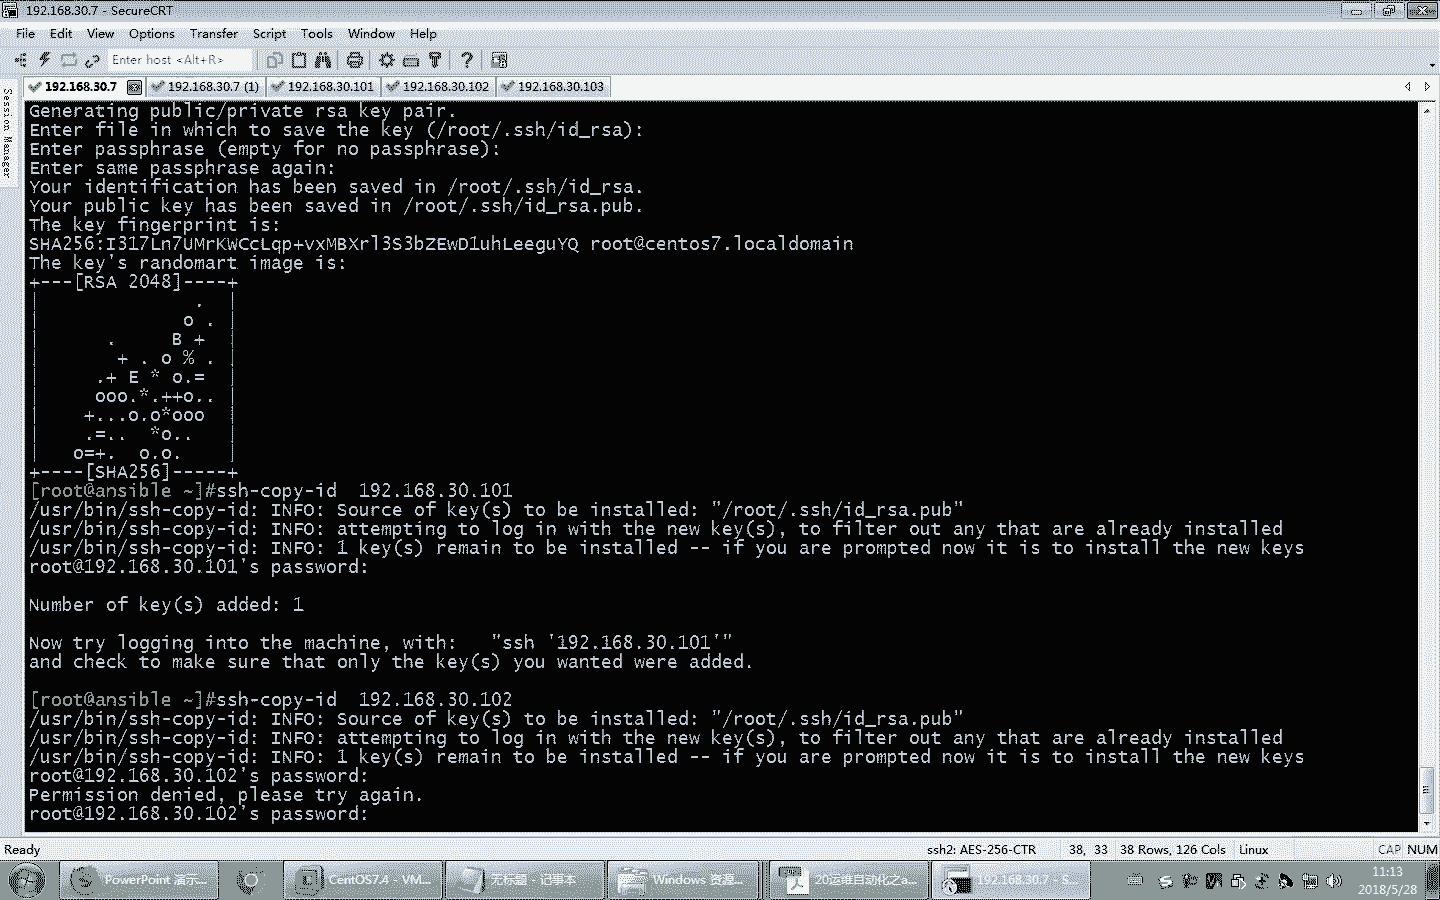 192.168.30.7 - SecureCRT
File Edit View Options Transfer Script Tools Window Help
Enter host <Alt+R>
192.168.30.7 192.168.30.7 (1) 192.168.30.101 192.168.30.102 192.168.30.103
Session Manager
Generating public/private rsa key pair.
Enter file in which to save the key (/root/.ssh/id_rsa):
Enter passphrase (empty for no passphrase):
Enter same passphrase again:
Your identification has been saved in /root/.ssh/id_rsa.
Your public key has been saved in /root/.ssh/id_rsa.pub.
The key fingerprint is:
SHA256:I317Ln7UMrKWCcLqp+vxMBXrl3S3bZEwD1uhLeeguYQ root@centos7.localdomain
The key's randomart image is:
+---[RSA 2048]----+
|              .  |
|             o . |
|      .     B +  |
|       + . o % . |
|     .+ E * o.=  |
|     ooo.*.++o.. |
|    +...o.o*ooo  |
|    .=..  *o..   |
|   o=+.  o.o.    |
+----[SHA256]-----+
[root@ansible ~]#ssh-copy-id  192.168.30.101
/usr/bin/ssh-copy-id: INFO: Source of key(s) to be installed: "/root/.ssh/id_rsa.pub"
/usr/bin/ssh-copy-id: INFO: attempting to log in with the new key(s), to filter out any that are already installed
/usr/bin/ssh-copy-id: INFO: 1 key(s) remain to be installed -- if you are prompted now it is to install the new keys
root@192.168.30.101's password:
Number of key(s) added: 1
Now try logging into the machine, with:   "ssh '192.168.30.101'"
and check to make sure that only the key(s) you wanted were added.
[root@ansible ~]#ssh-copy-id  192.168.30.102
/usr/bin/ssh-copy-id: INFO: Source of key(s) to be installed: "/root/.ssh/id_rsa.pub"
/usr/bin/ssh-copy-id: INFO: attempting to log in with the new key(s), to filter out any that are already installed
/usr/bin/ssh-copy-id: INFO: 1 key(s) remain to be installed -- if you are prompted now it is to install the new keys
root@192.168.30.102's password:
Permission denied, please try again.
root@192.168.30.102's password:
Ready ssh2: AES-256-CTR 38, 33 38 Rows, 126 Cols Linux CAP NUM
PowerPoint 演示... CentOS7.4 - VM... 无标题 - 记事本 Windows 资源... 20运维自动化之a... 192.168.30.7 - S... 11:13
2018/5/28